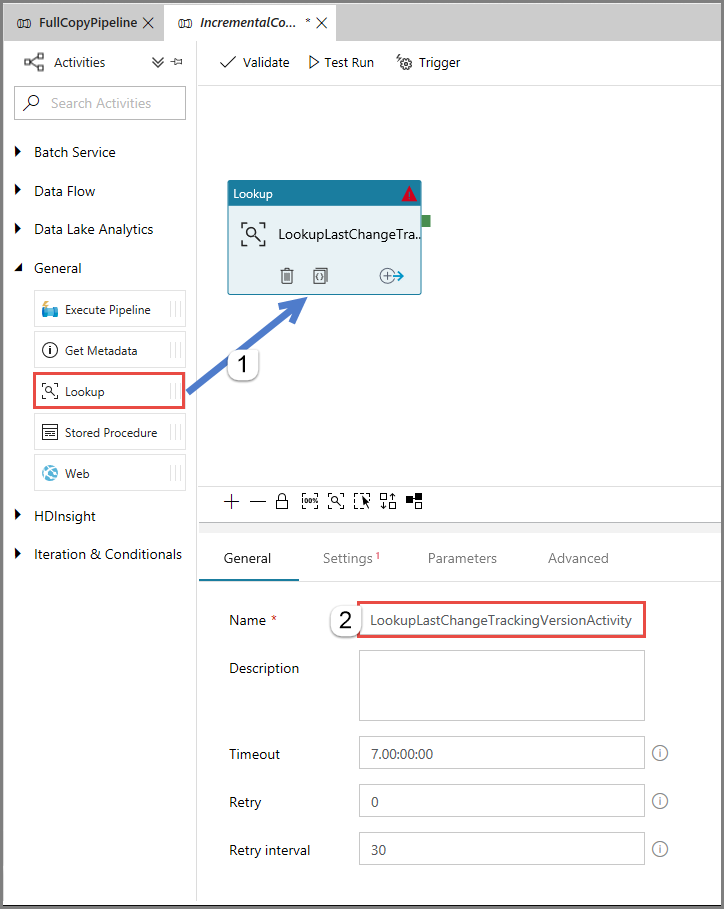 FullCopyPipeline
IncrementalCo... *
Activities
Validate
Test Run
Trigger
Search Activities
Batch Service
Data Flow
Data Lake Analytics
General
Execute Pipeline
Get Metadata
Lookup
Stored Procedure
Web
HDInsight
Iteration & Conditionals
Lookup
LookupLastChangeTra...
1
100%
General
Settings 1
Parameters
Advanced
Name *
2
LookupLastChangeTrackingVersionActivity
Description
Timeout
7.00:00:00
Retry
0
Retry interval
30